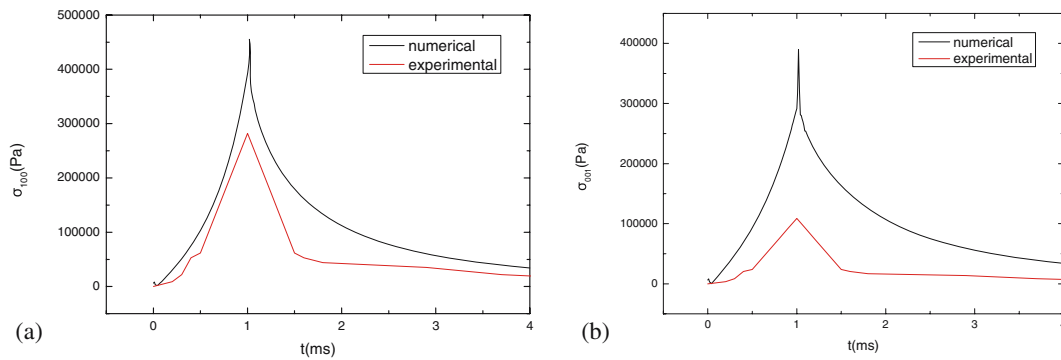 500000
400000
300000
200000
100000
0
σ100(Pa)
numerical
experimental
0 1 2 3 4
t(ms)
(a)
400000
300000
200000
100000
0
σ001(Pa)
numerical
experimental
0 1 2 3 4
t(ms)
(b)